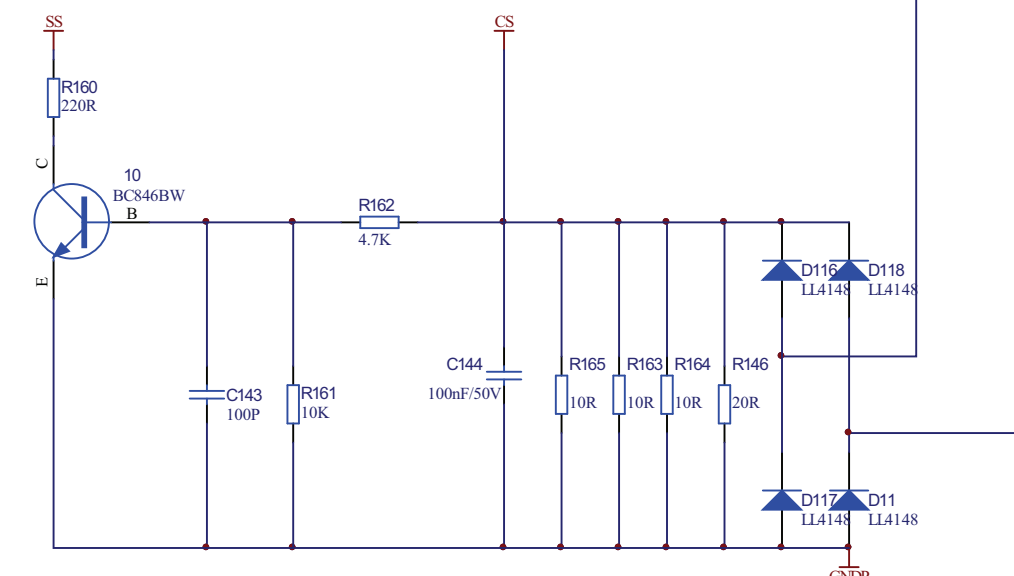 SS
CS
R160
220R
C
10
BC846BW
B
E
R162
4.7K
D116
LL4148
D118
LL4148
C144
100nF/50V
R165
10R
R163
10R
R164
10R
R146
20R
C143
100P
R161
10K
D117
LL4148
D11
LL4148